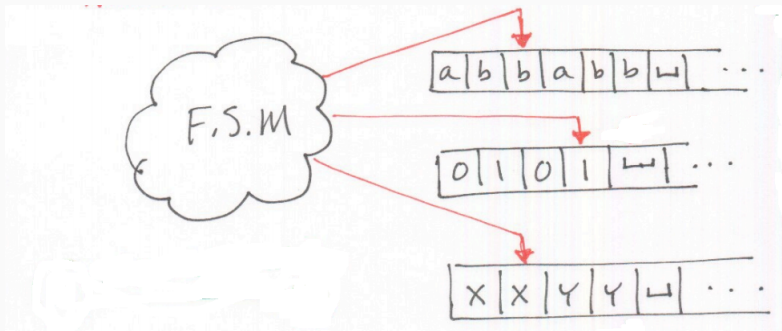 F.S.M
a b b a b b ⊔ ...
0 1 0 1 ⊔ ...
X X Y Y ⊔ ...